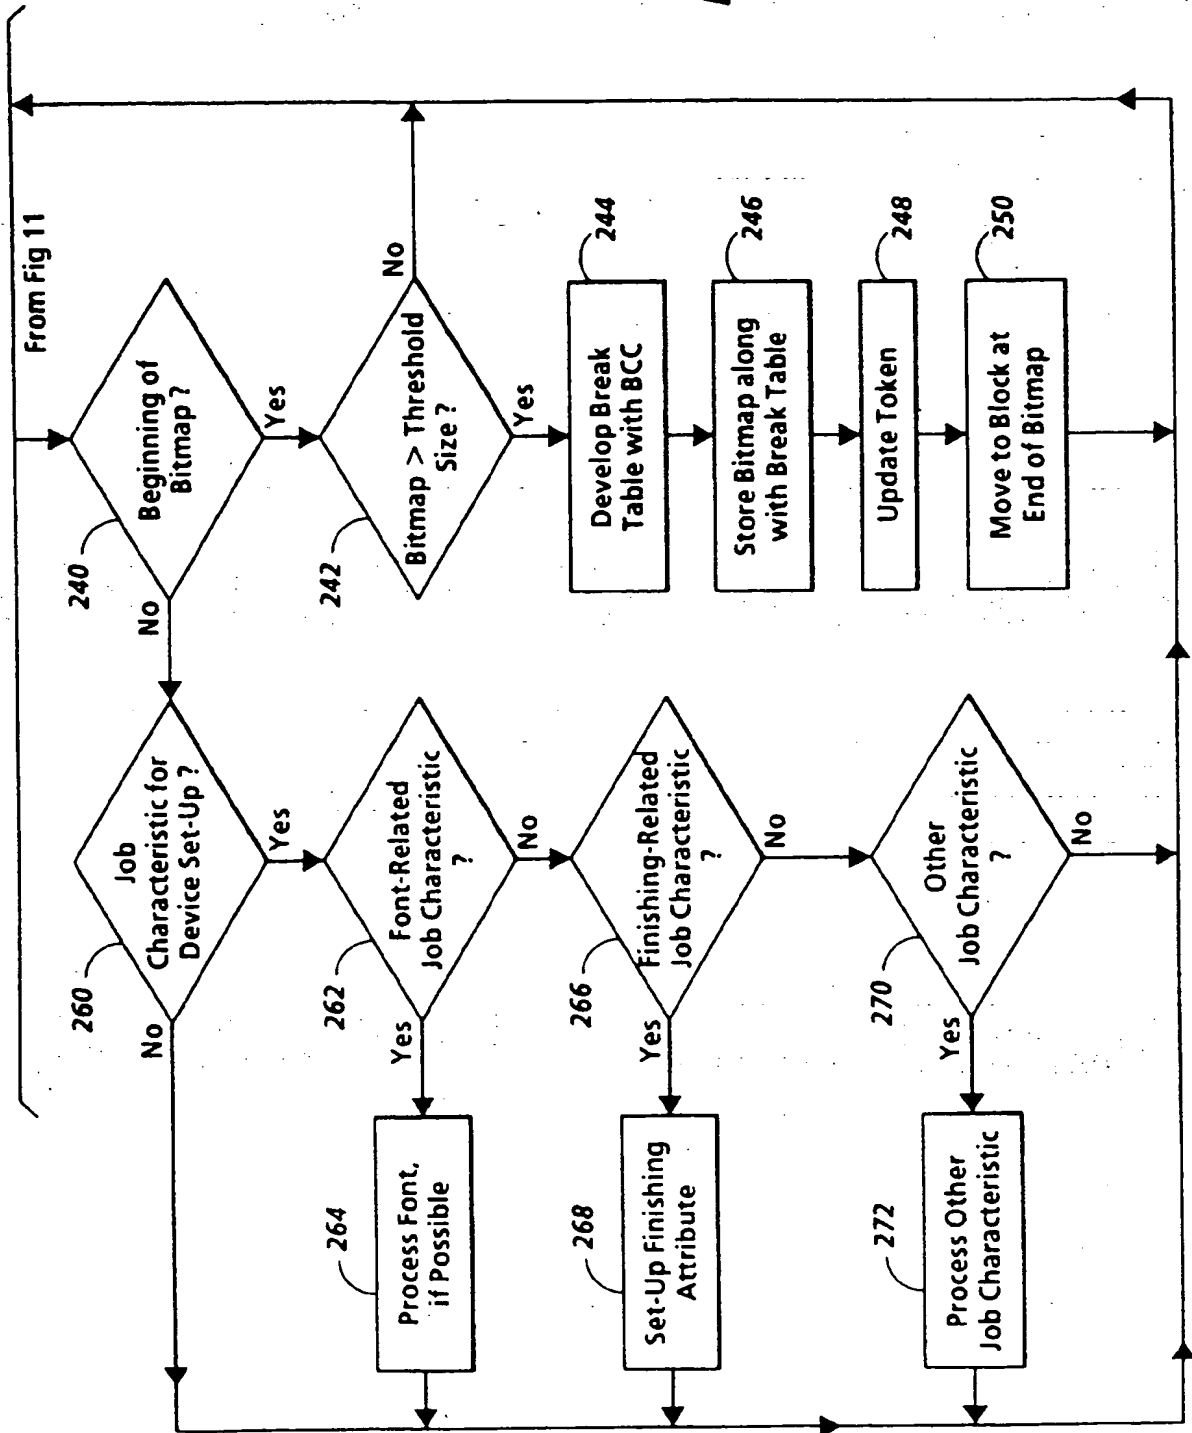 From Fig 11
240
Beginning of
Bitmap ?
No
Yes
242
Bitmap > Threshold
Size ?
No
Yes
244
Develop Break
Table with BCC
246
Store Bitmap along
with Break Table
248
Update Token
250
Move to Block at
End of Bitmap
260
Job
Characteristic for
Device Set-Up ?
No
Yes
262
Font-Related
Job Characteristic
?
Yes
No
264
Process Font,
if Possible
266
Finishing-Related
Job Characteristic
?
Yes
No
268
Set-Up Finishing
Attribute
270
Other
Job Characteristic
?
Yes
No
272
Process Other
Job Characteristic